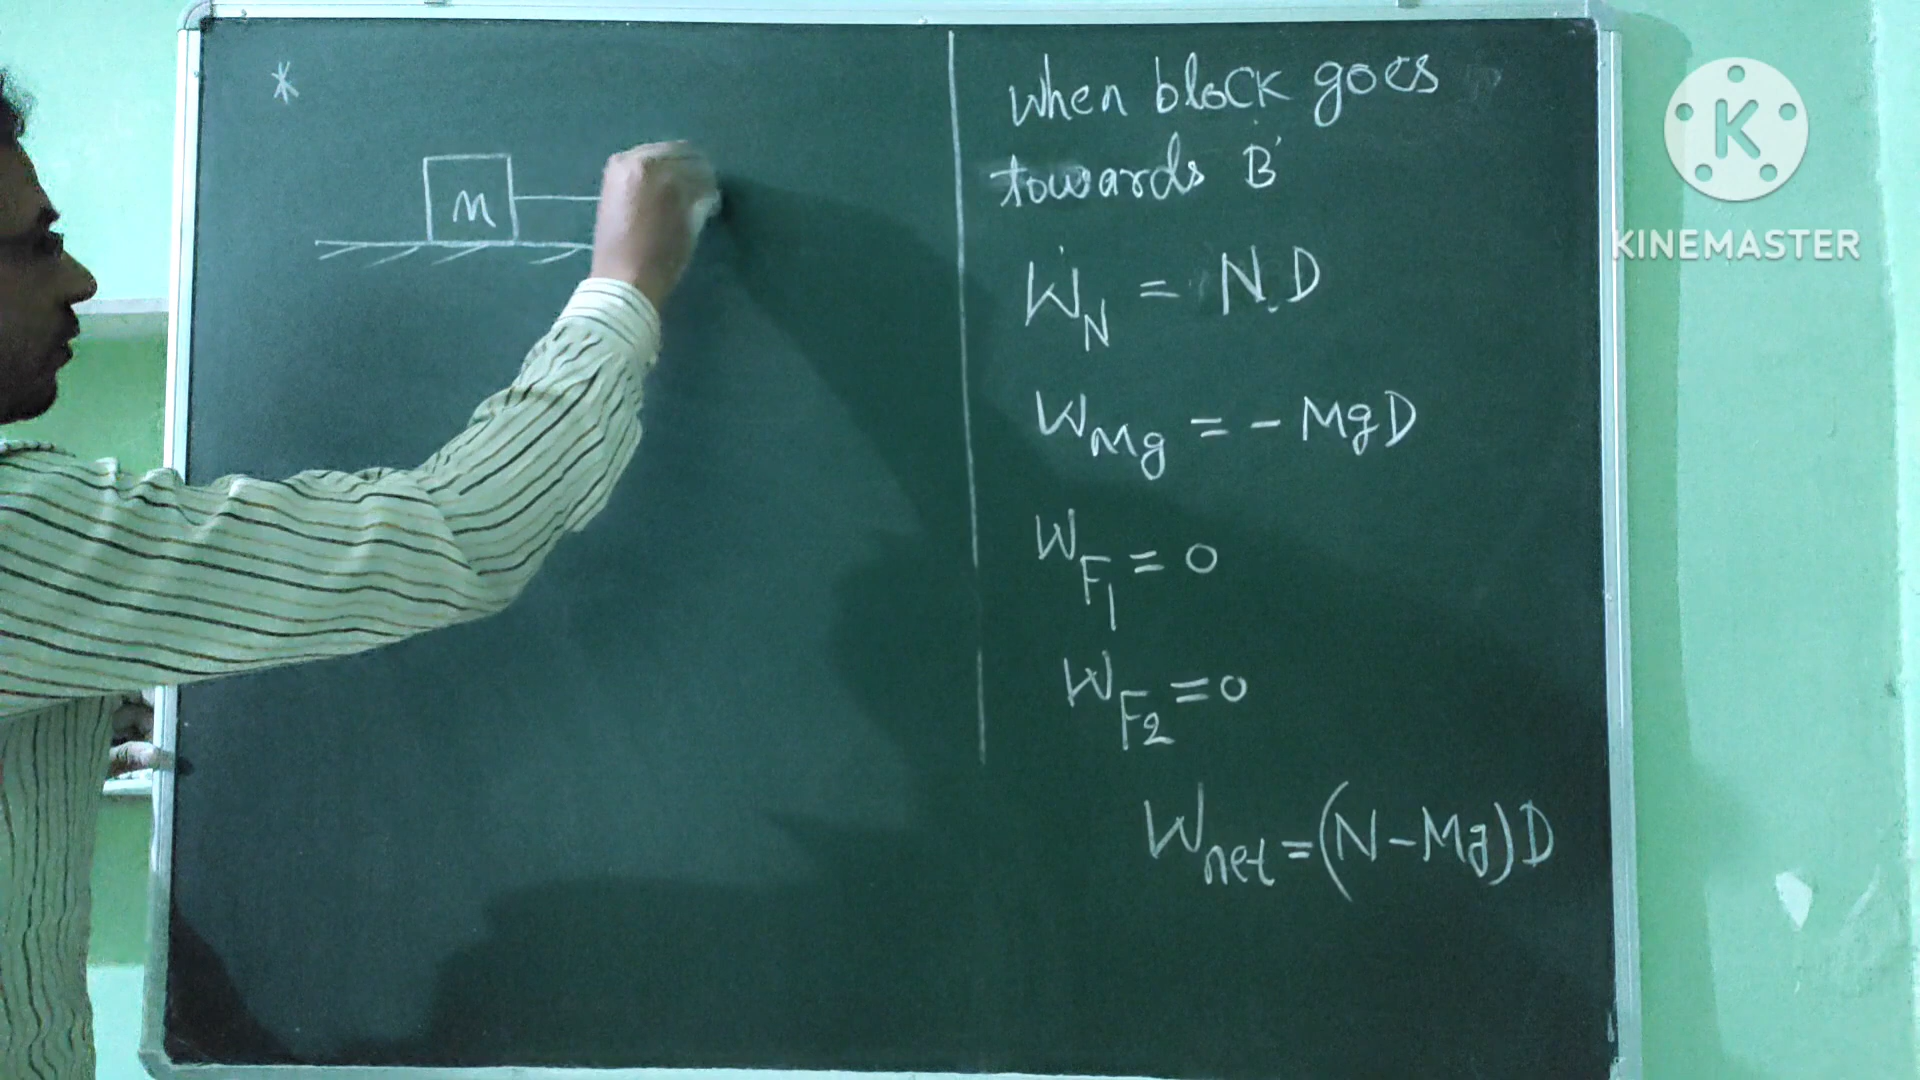 *
M
when block goes
towards B'
W_N = N.D
W_Mg = - MgD
W_F1 = 0
W_F2 = 0
W_net = (N - Mg) D
K
KINEMASTER